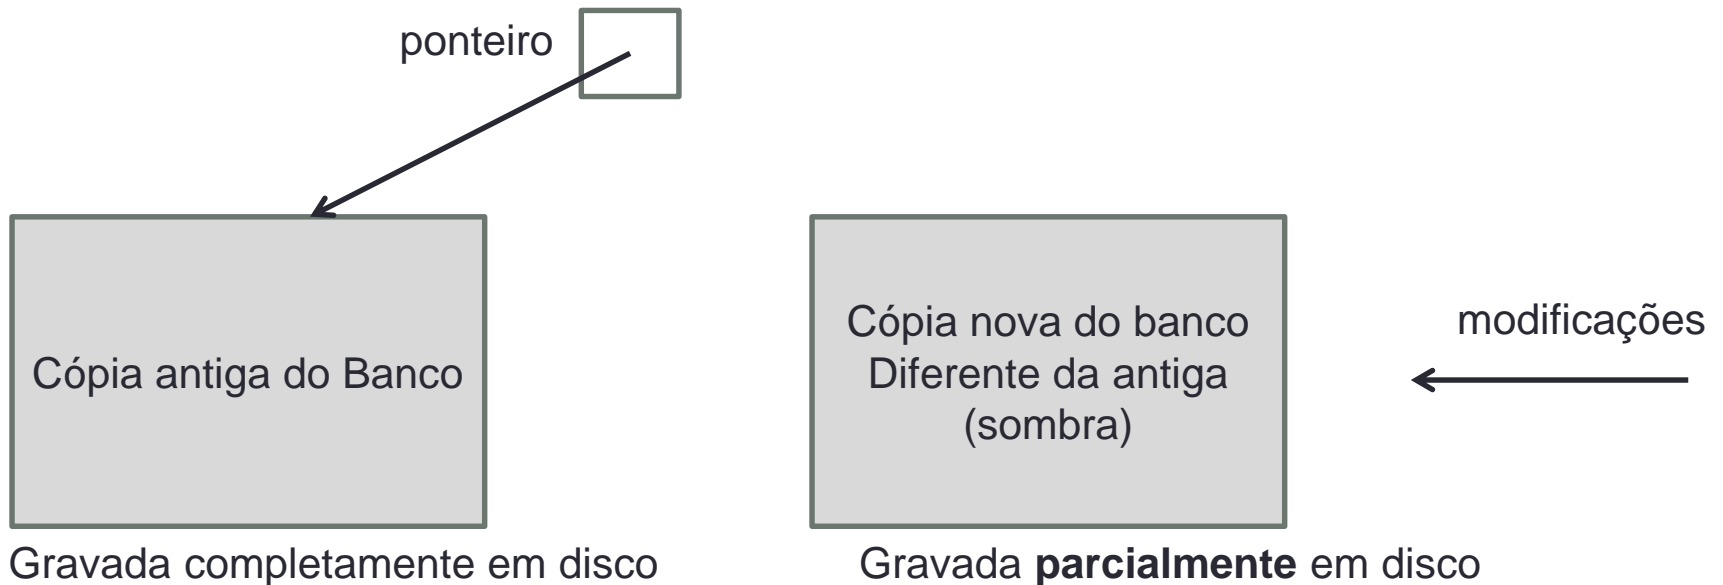 ponteiro
Cópia antiga do Banco
Cópia nova do banco
Diferente da antiga
(sombra)
modificações
Gravada completamente em disco
Gravada parcialmente em disco